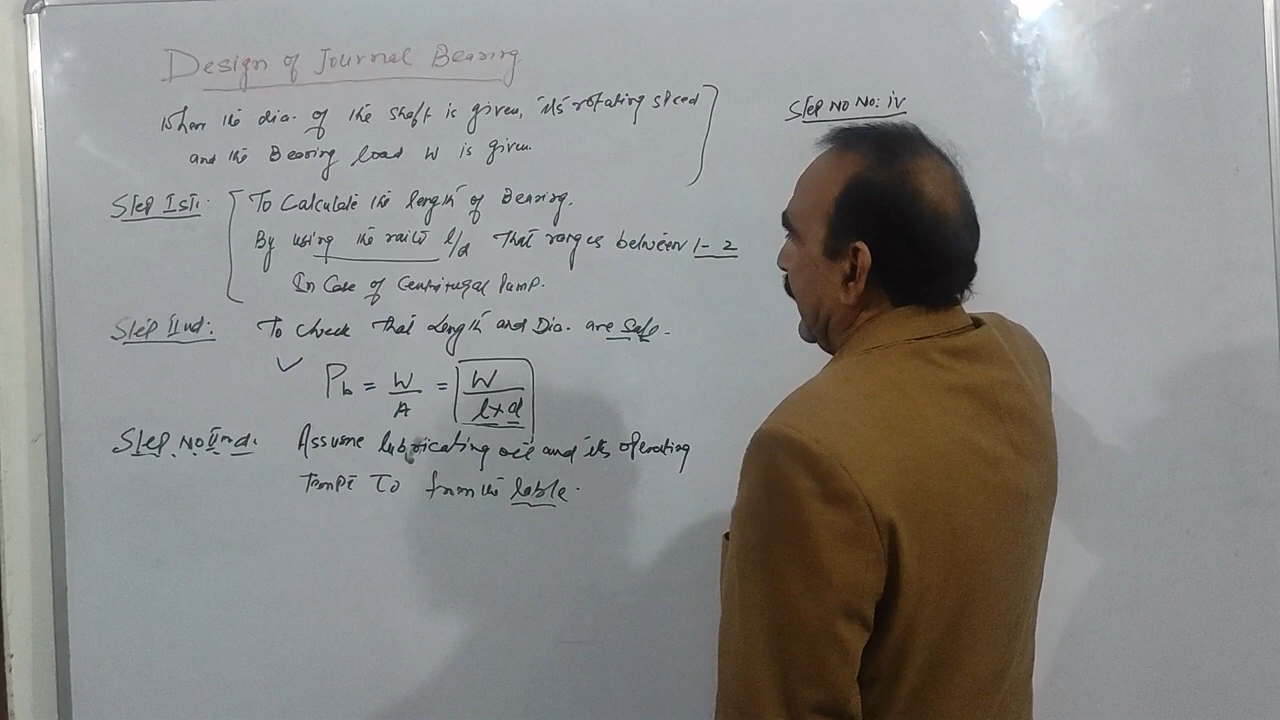 Design of Journal Bearing
When the dia. of the shaft is given, its rotating speed
and the Bearing load W is given.
Step Ist:
To Calculate the length of Bearing.
By using the ratio l/d that ranges between 1-2
In Case of Centrifugal Pump.
Step IInd:
To check that Length and Dia. are safe.
Pb = W/A = W/l×d
Step No IInd:
Assume lubricating oil and its operating
Tempt To from the table.
Step No No: iv